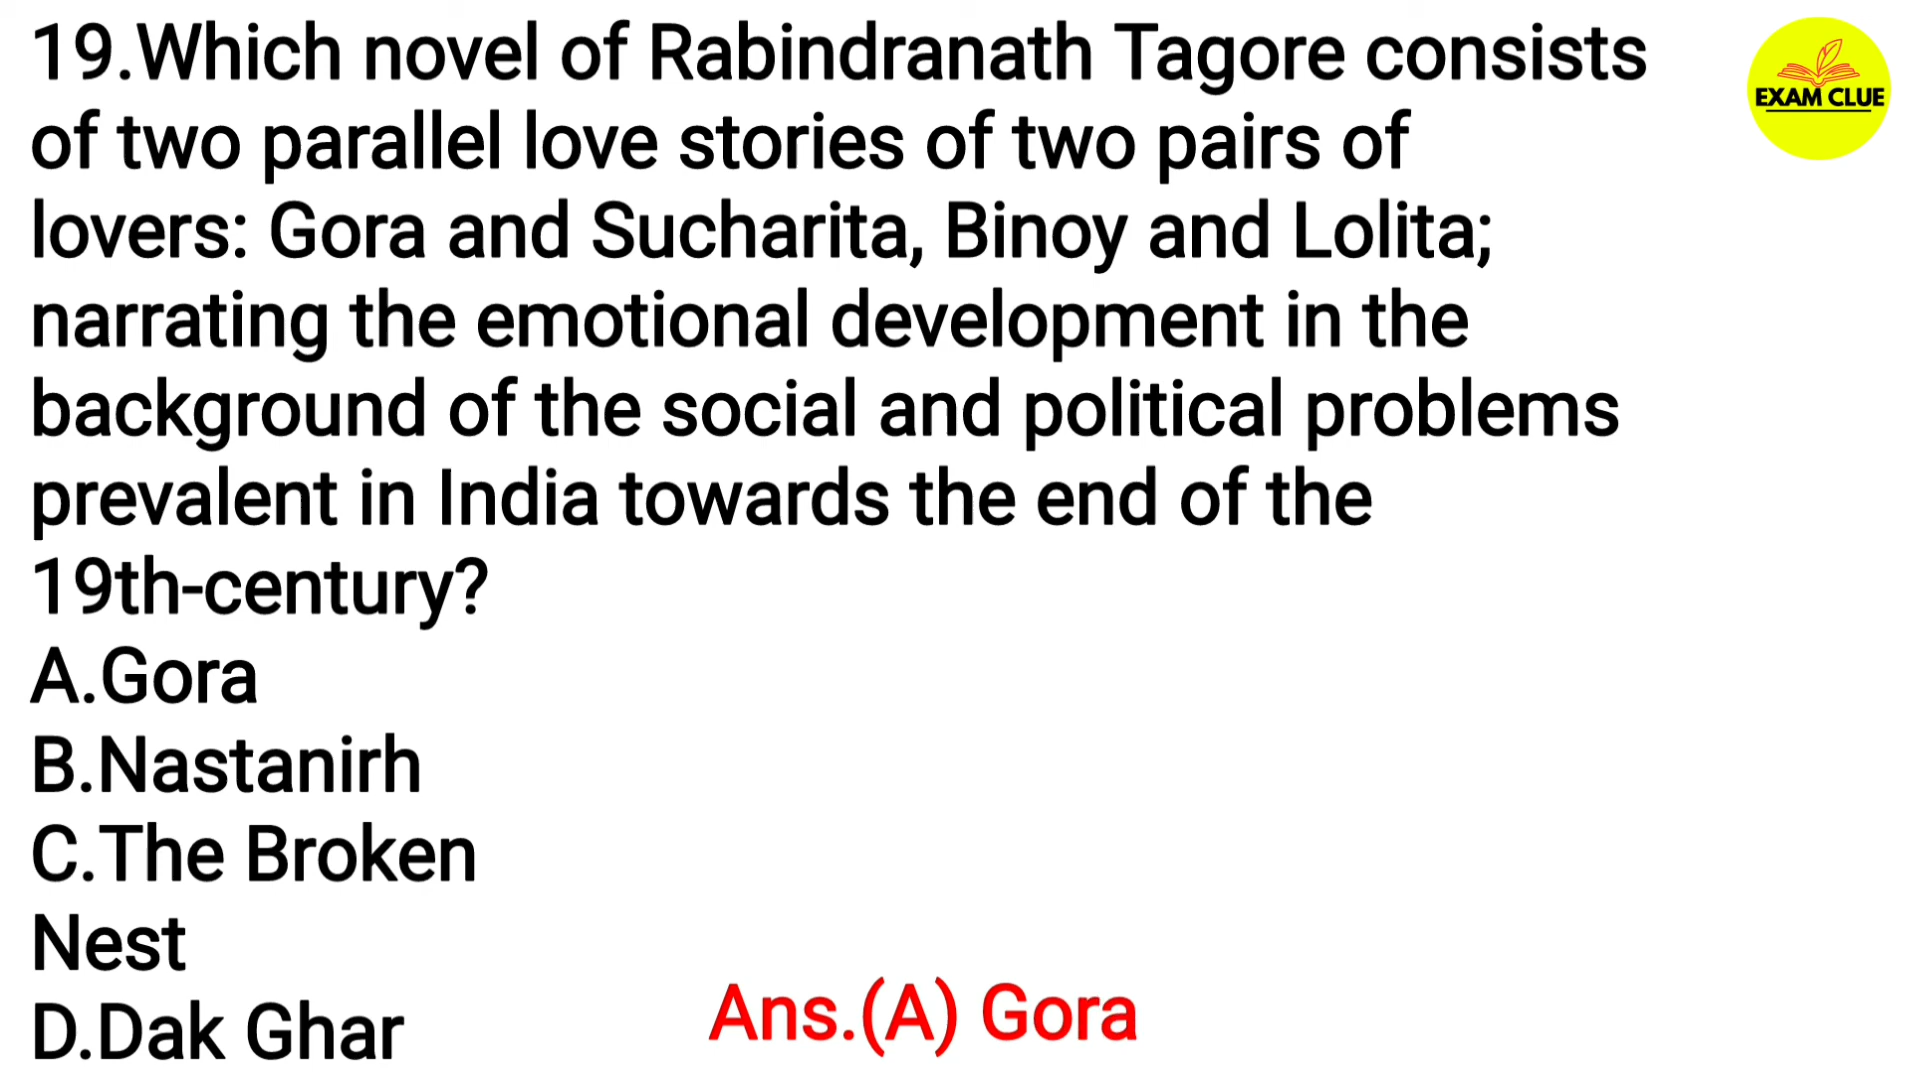 19.Which novel of Rabindranath Tagore consists
of two parallel love stories of two pairs of
lovers: Gora and Sucharita, Binoy and Lolita;
narrating the emotional development in the
background of the social and political problems
prevalent in India towards the end of the
19th-century?
A.Gora
B.Nastanirh
C.The Broken
Nest
D.Dak Ghar
Ans.(A) Gora
EXAM CLUE